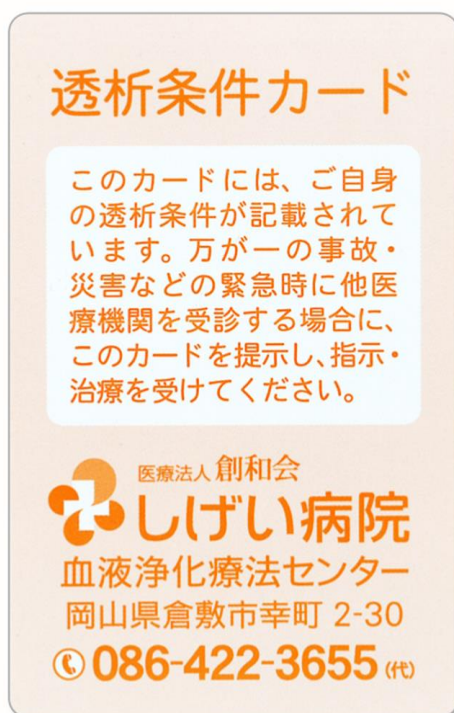 透析条件カード
このカードには、ご自身
の透析条件が記載されて
います。万が一の事故・
災害などの緊急時に他医
療機関を受診する場合に、
このカードを提示し、指示・
治療を受けてください。
医療法人 創和会
しげい病院
血液浄化療法センター
岡山県倉敷市幸町 2-30
086-422-3655 (代)